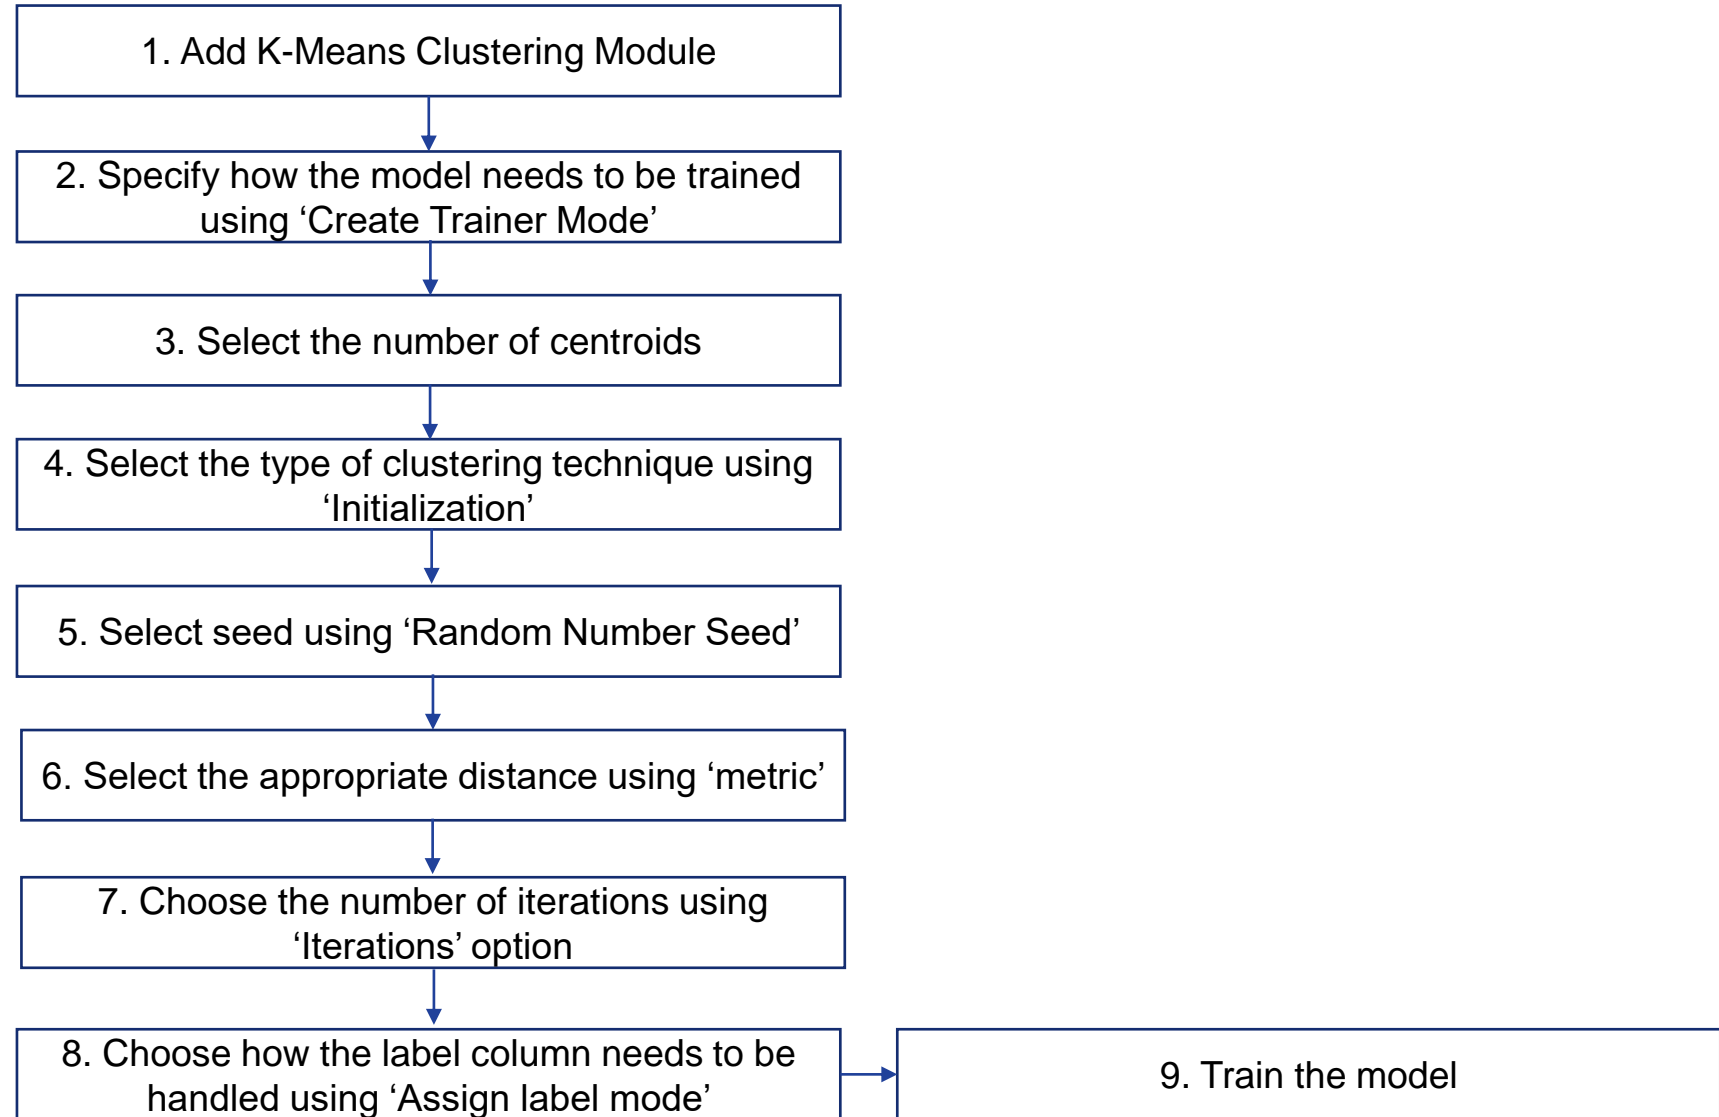 1. Add K-Means Clustering Module
2. Specify how the model needs to be trained
using ‘Create Trainer Mode’
3. Select the number of centroids
4. Select the type of clustering technique using
‘Initialization’
5. Select seed using ‘Random Number Seed’
6. Select the appropriate distance using ‘metric’
7. Choose the number of iterations using
‘Iterations’ option
8. Choose how the label column needs to be
handled using ‘Assign label mode’
9. Train the model